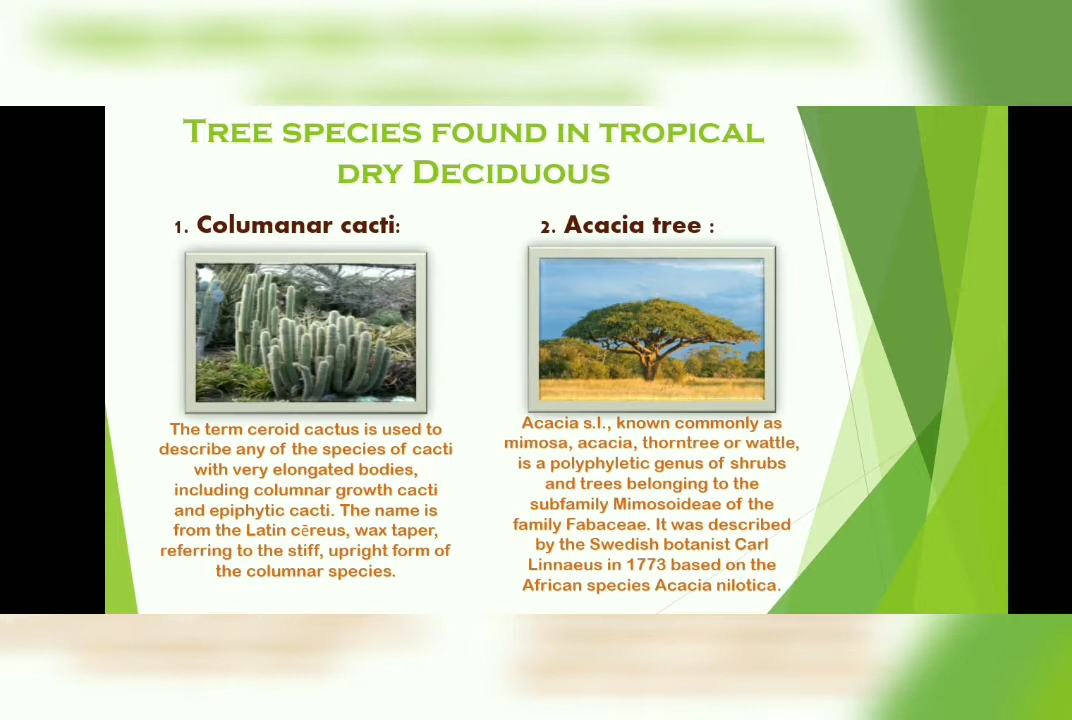 Tree species found in tropical
dry Deciduous
1. Columanar cacti:
The term ceroid cactus is used to
describe any of the species of cacti
with very elongated bodies,
including columnar growth cacti
and epiphytic cacti. The name is
from the Latin cēreus, wax taper,
referring to the stiff, upright form of
the columnar species.
2. Acacia tree :
Acacia s.l., known commonly as
mimosa, acacia, thorntree or wattle,
is a polyphyletic genus of shrubs
and trees belonging to the
subfamily Mimosoideae of the
family Fabaceae. It was described
by the Swedish botanist Carl
Linnaeus in 1773 based on the
African species Acacia nilotica.